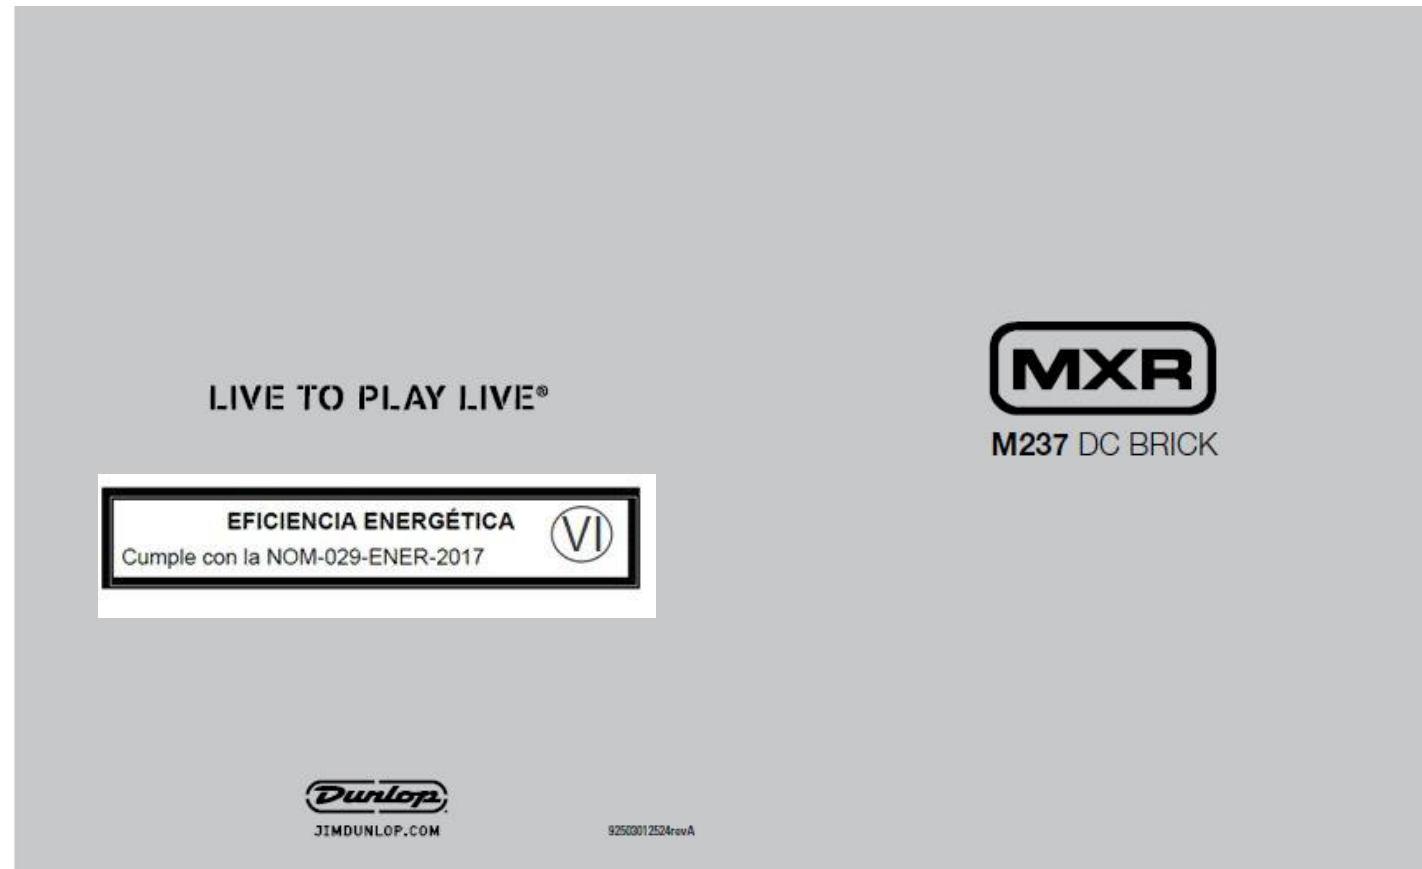 LIVE TO PLAY LIVE®
EFICIENCIA ENERGÉTICA
VI
Cumple con la NOM-029-ENER-2017
Dunlop
JIMDUNLOP.COM
92503012524revA
MXR
M237 DC BRICK